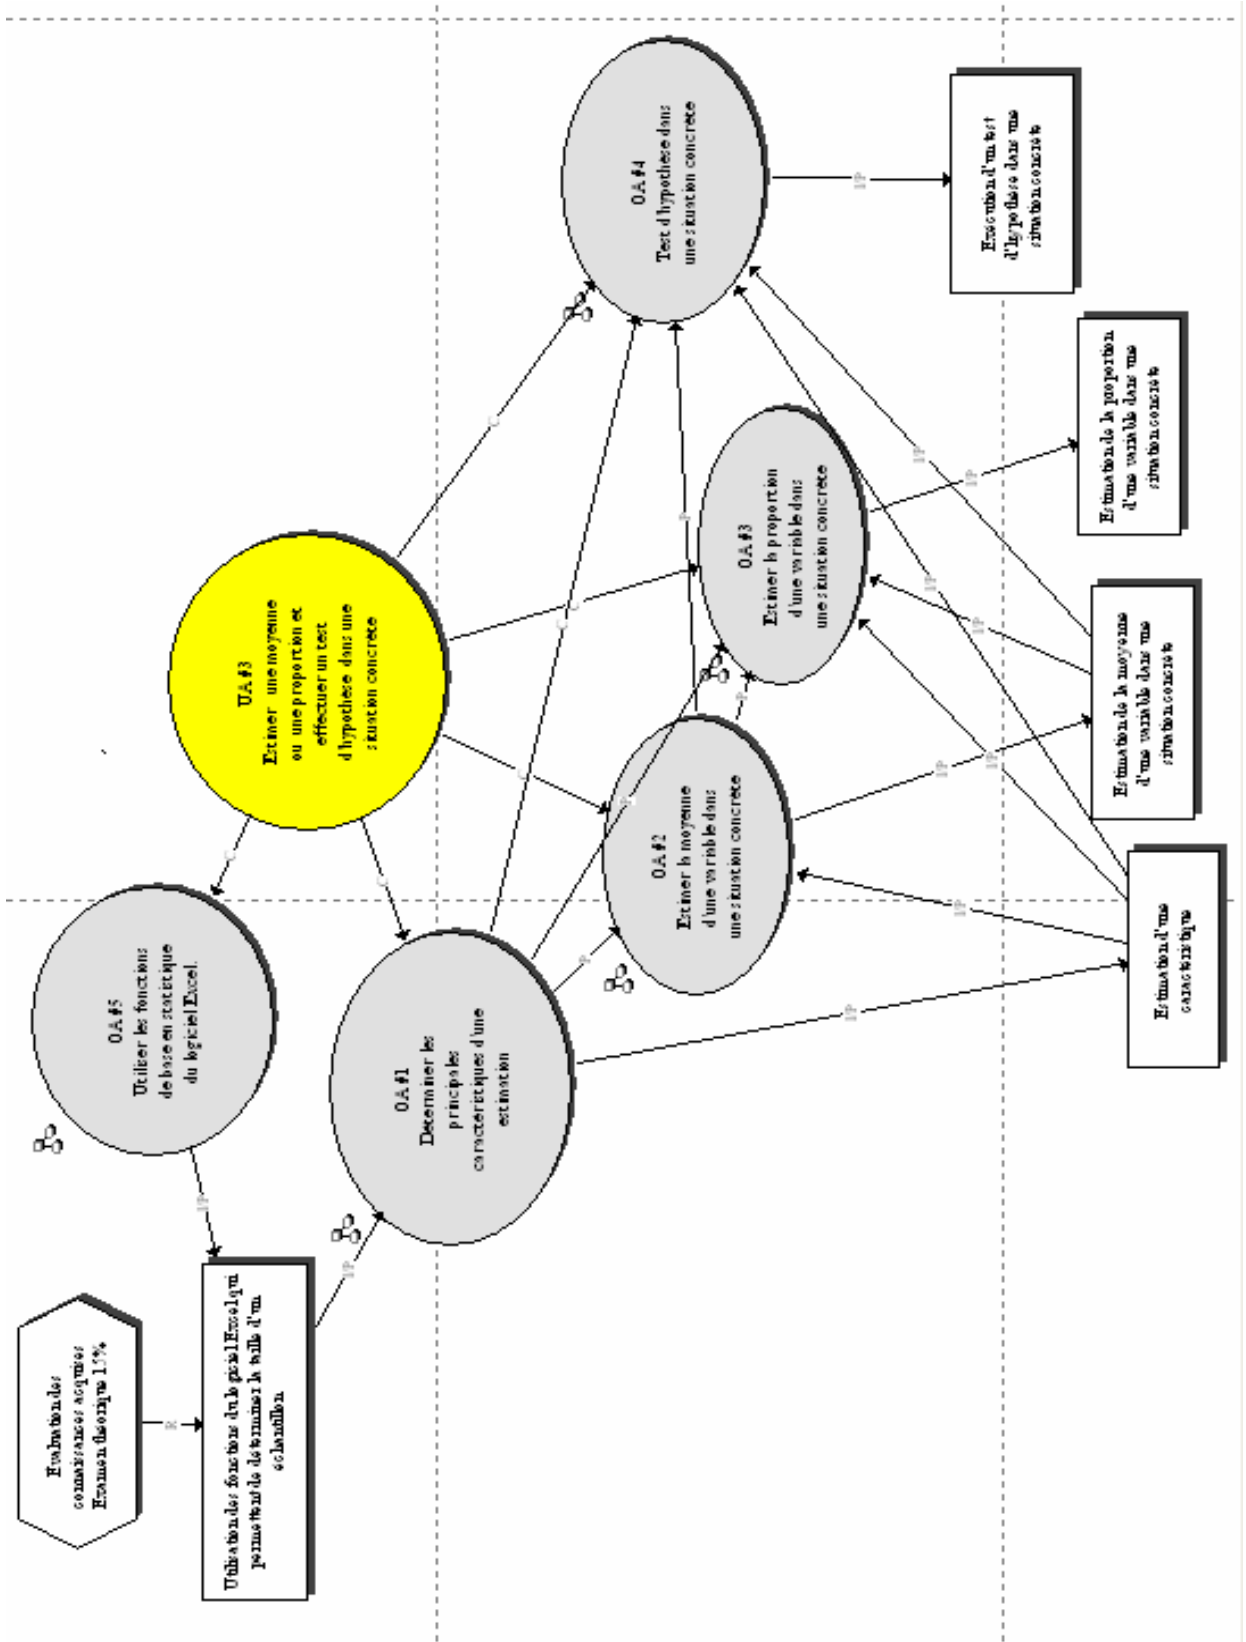 Evaluation des
connaissances acquises
Examen théorique 15%
R
Utilisation des fonctions du logiciel Excel qui
permettent de déterminer la taille d'un
échantillon
OA #5
Utiliser les fonctions
de base en statistique
du logiciel Excel.
I/P
I/P
C
UA #3
Estimer une moyenne
ou une proportion et
effectuer un test
d'hypothèse dans une
situation concrète
C
C
C
C
OA #1
Déterminer les
principales
caractéristiques d'une
estimation
P
P
I/P
OA #2
Estimer la moyenne
d'une variable dans
une situation concrète
P
P
I/P
OA #3
Estimer la proportion
d'une variable dans
une situation concrète
I/P
OA #4
Test d'hypothèse dans
une situation concrète
I/P
Estimation d'une
caractéristique
I/P
I/P
I/P
Estimation de la moyenne
d'une variable dans une
situation concrète
I/P
I/P
Estimation de la proportion
d'une variable dans une
situation concrète
Exécution d'un test
d'hypothèse dans une
situation concrète